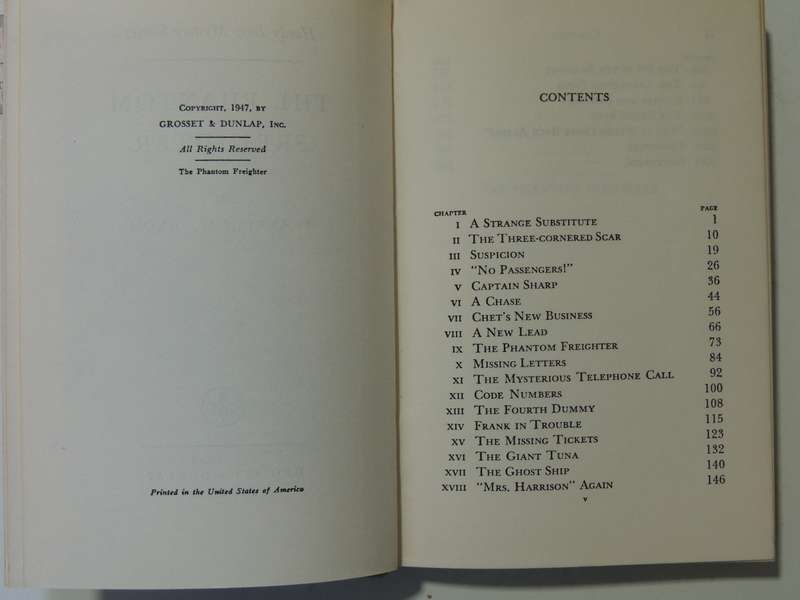 COPYRIGHT, 1947, BY
GROSSET & DUNLAP, INC.
All Rights Reserved
The Phantom Freighter
Printed in the United States of America
CONTENTS
CHAPTER PAGE
I A STRANGE SUBSTITUTE 1
II THE THREE-CORNERED SCAR 10
III SUSPICION 19
IV "NO PASSENGERS!" 26
V CAPTAIN SHARP 36
VI A CHASE 44
VII CHET'S NEW BUSINESS 56
VIII A NEW LEAD 66
IX THE PHANTOM FREIGHTER 73
X MISSING LETTERS 84
XI THE MYSTERIOUS TELEPHONE CALL 92
XII CODE NUMBERS 100
XIII THE FOURTH DUMMY 108
XIV FRANK IN TROUBLE 115
XV THE MISSING TICKETS 123
XVI THE GIANT TUNA 132
XVII THE GHOST SHIP 140
XVIII "MRS. HARRISON" AGAIN 146
v